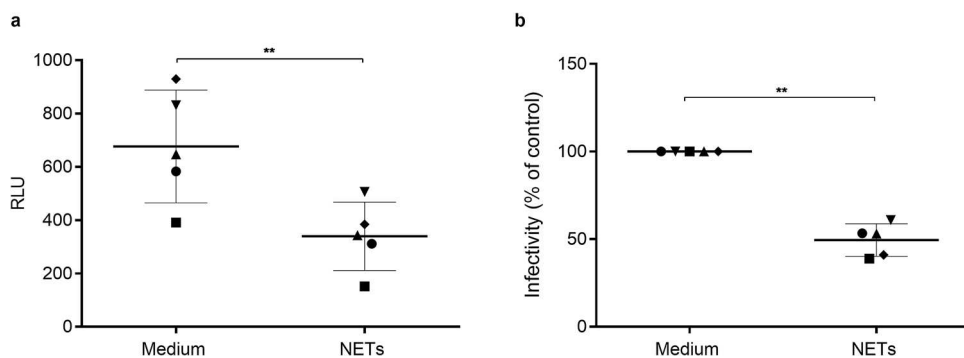 a
**
1000
800
600
400
200
0
RLU
Medium
NETs
b
**
150
100
50
0
Infectivity (% of control)
Medium
NETs